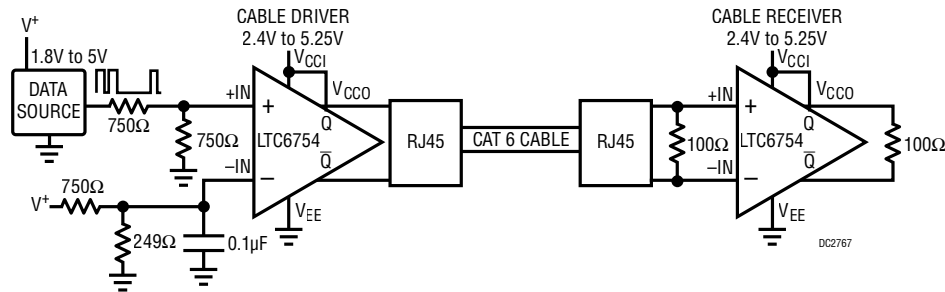 CABLE DRIVER
2.4V to 5.25V
CABLE RECEIVER
2.4V to 5.25V
V+
1.8V to 5V
DATA
SOURCE
750Ω
750Ω
+IN
−IN
+
−
LTC6754
VCCI
VCCO
Q
Q̅
VEE
V+
750Ω
249Ω
0.1µF
RJ45
CAT 6 CABLE
RJ45
100Ω
+IN
−IN
+
−
LTC6754
VCCI
VCCO
Q
Q̅
VEE
100Ω
DC2767